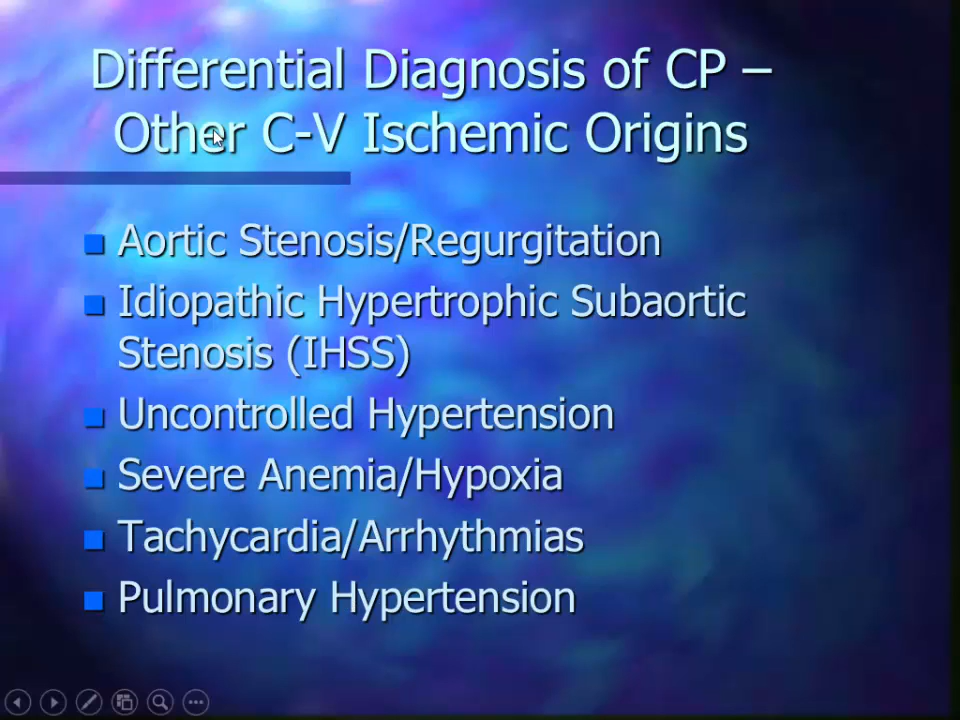 Differential Diagnosis of CP –
Other C-V Ischemic Origins
Aortic Stenosis/Regurgitation
Idiopathic Hypertrophic Subaortic
Stenosis (IHSS)
Uncontrolled Hypertension
Severe Anemia/Hypoxia
Tachycardia/Arrhythmias
Pulmonary Hypertension